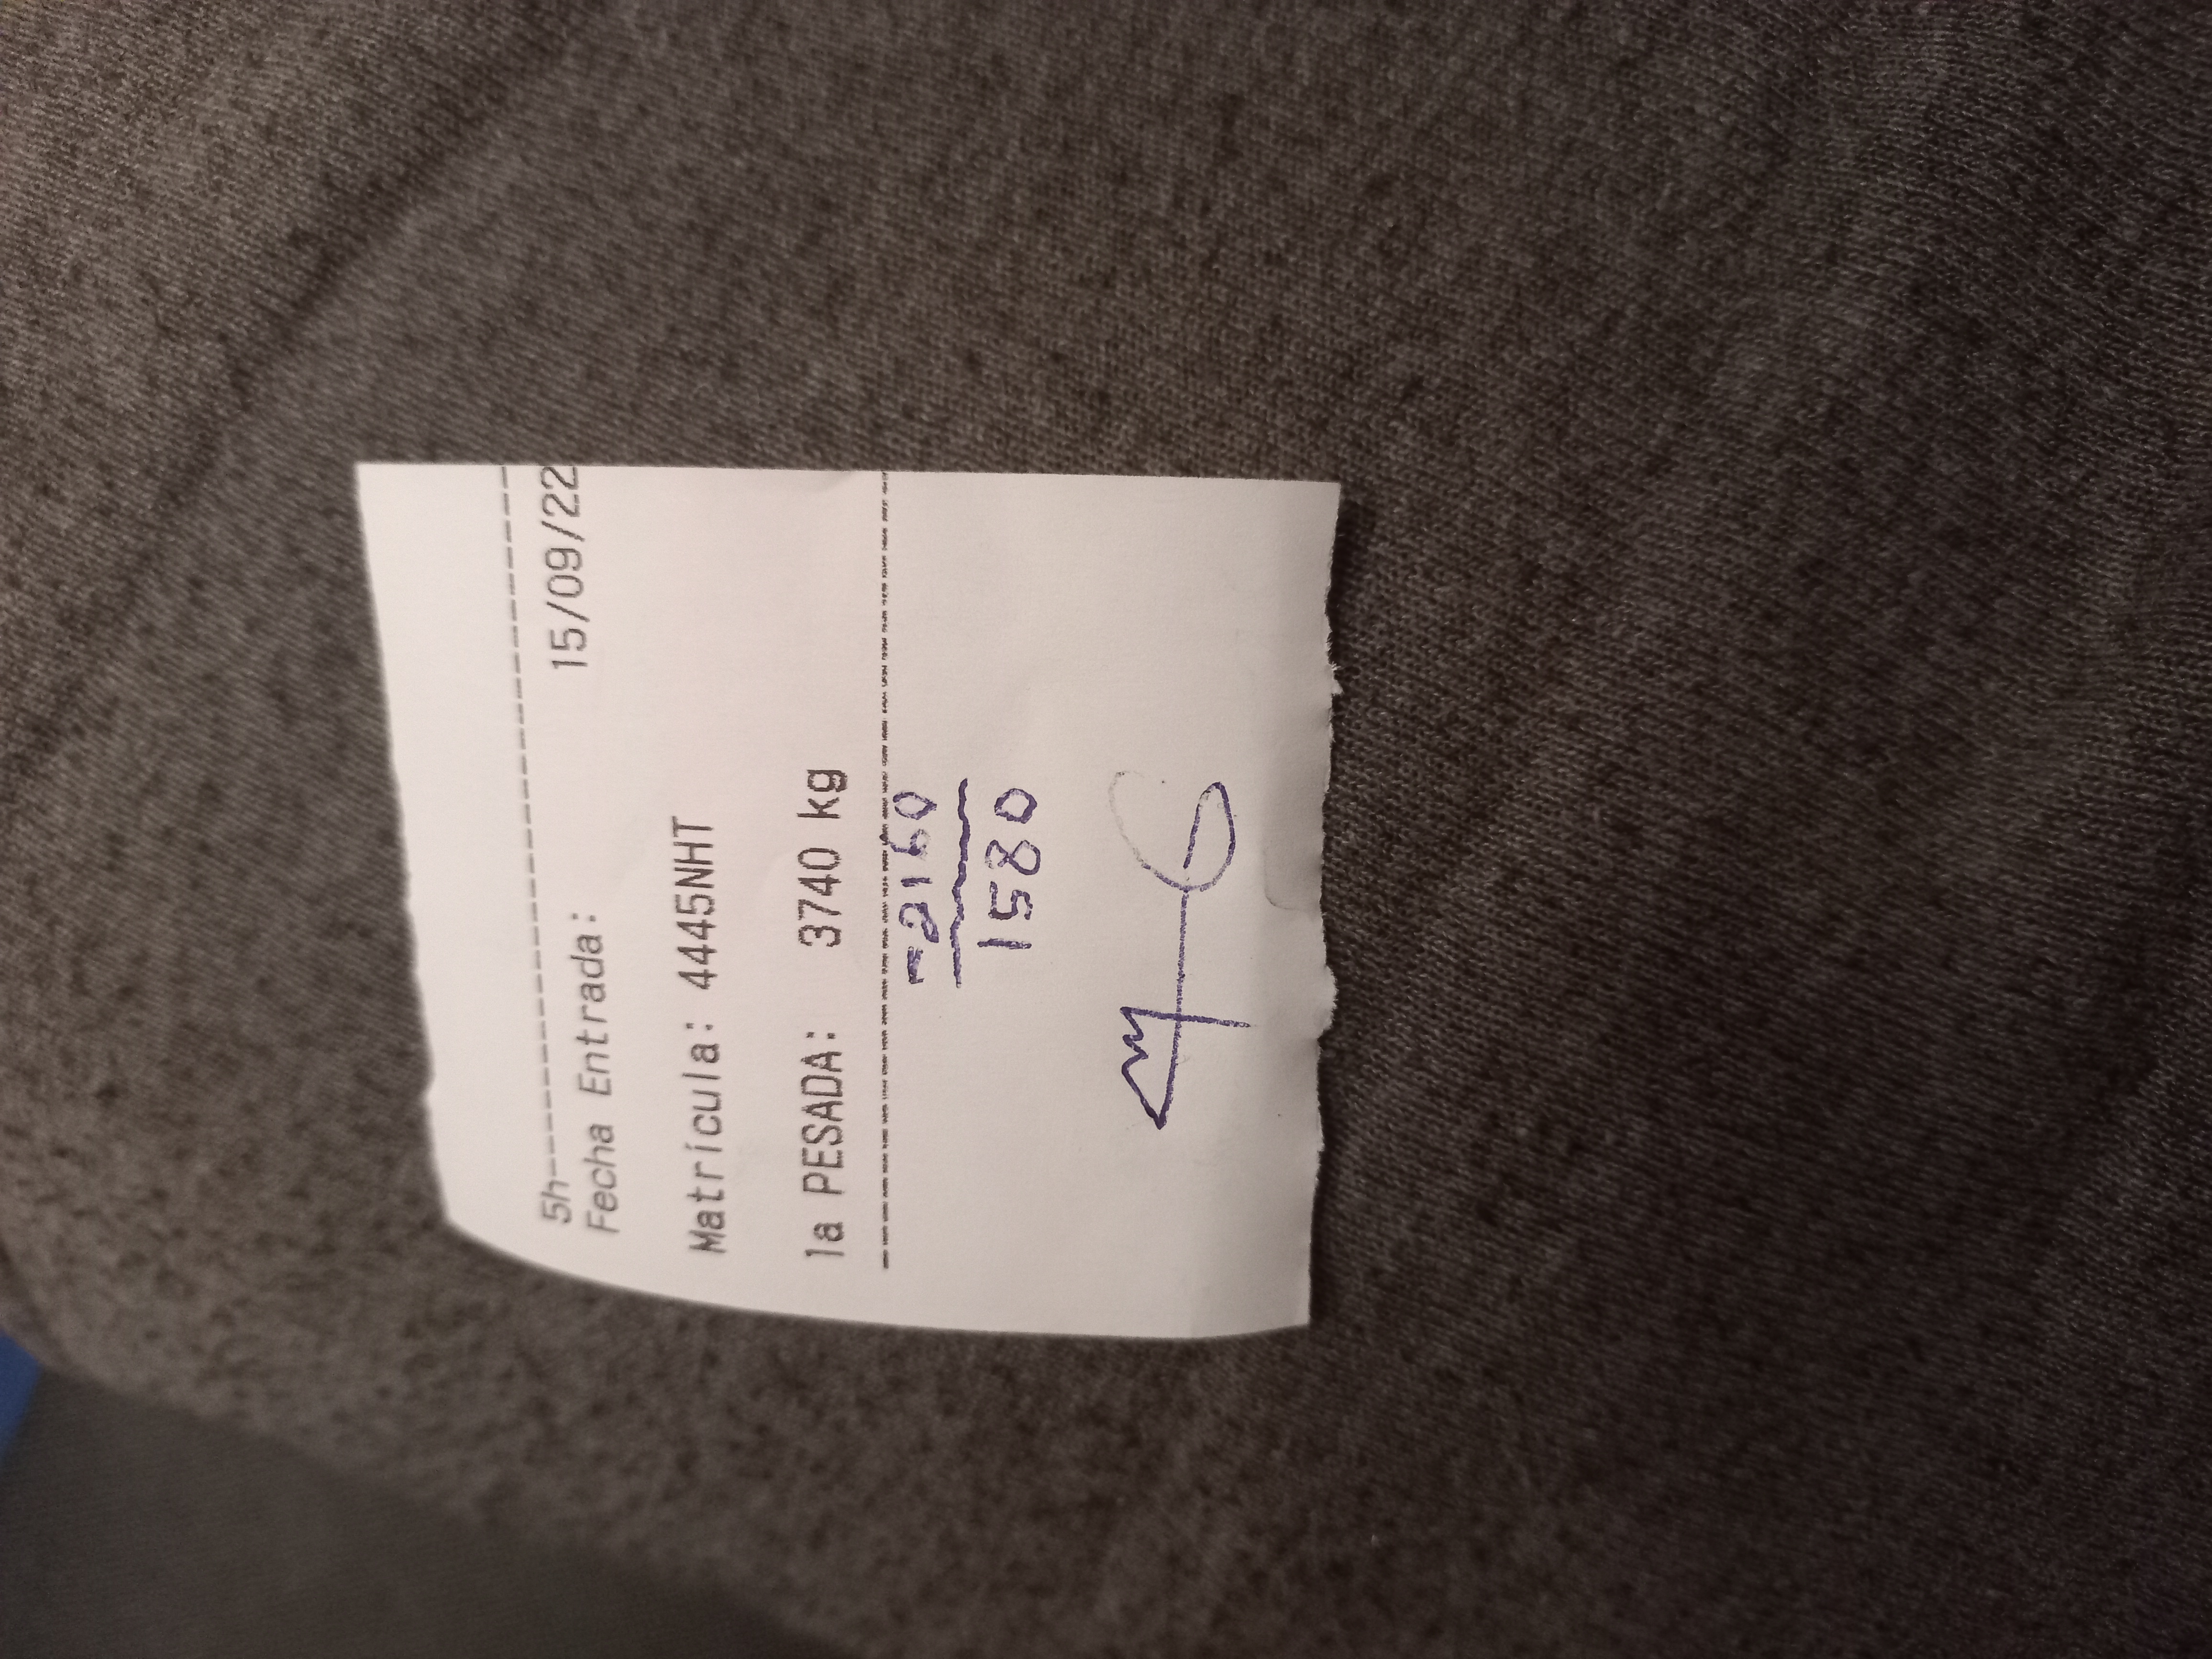 5h------------------------------
Fecha Entrada: 15/09/22
Matrícula: 4445NHT
1a PESADA: 3740 kg
--------------------------------
-2160
1580